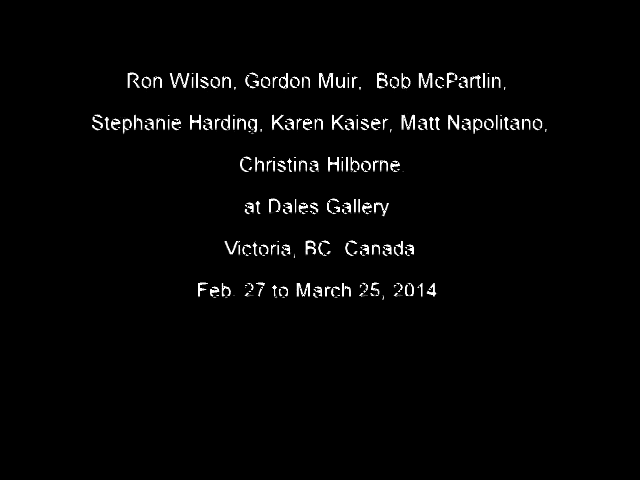 Ron Wilson, Gordon Muir, Bob McPartlin,
Stephanie Harding, Karen Kaiser, Matt Napolitano,
Christina Hilborne
at Dales Gallery
Victoria, BC Canada
Feb. 27 to March 25, 2014